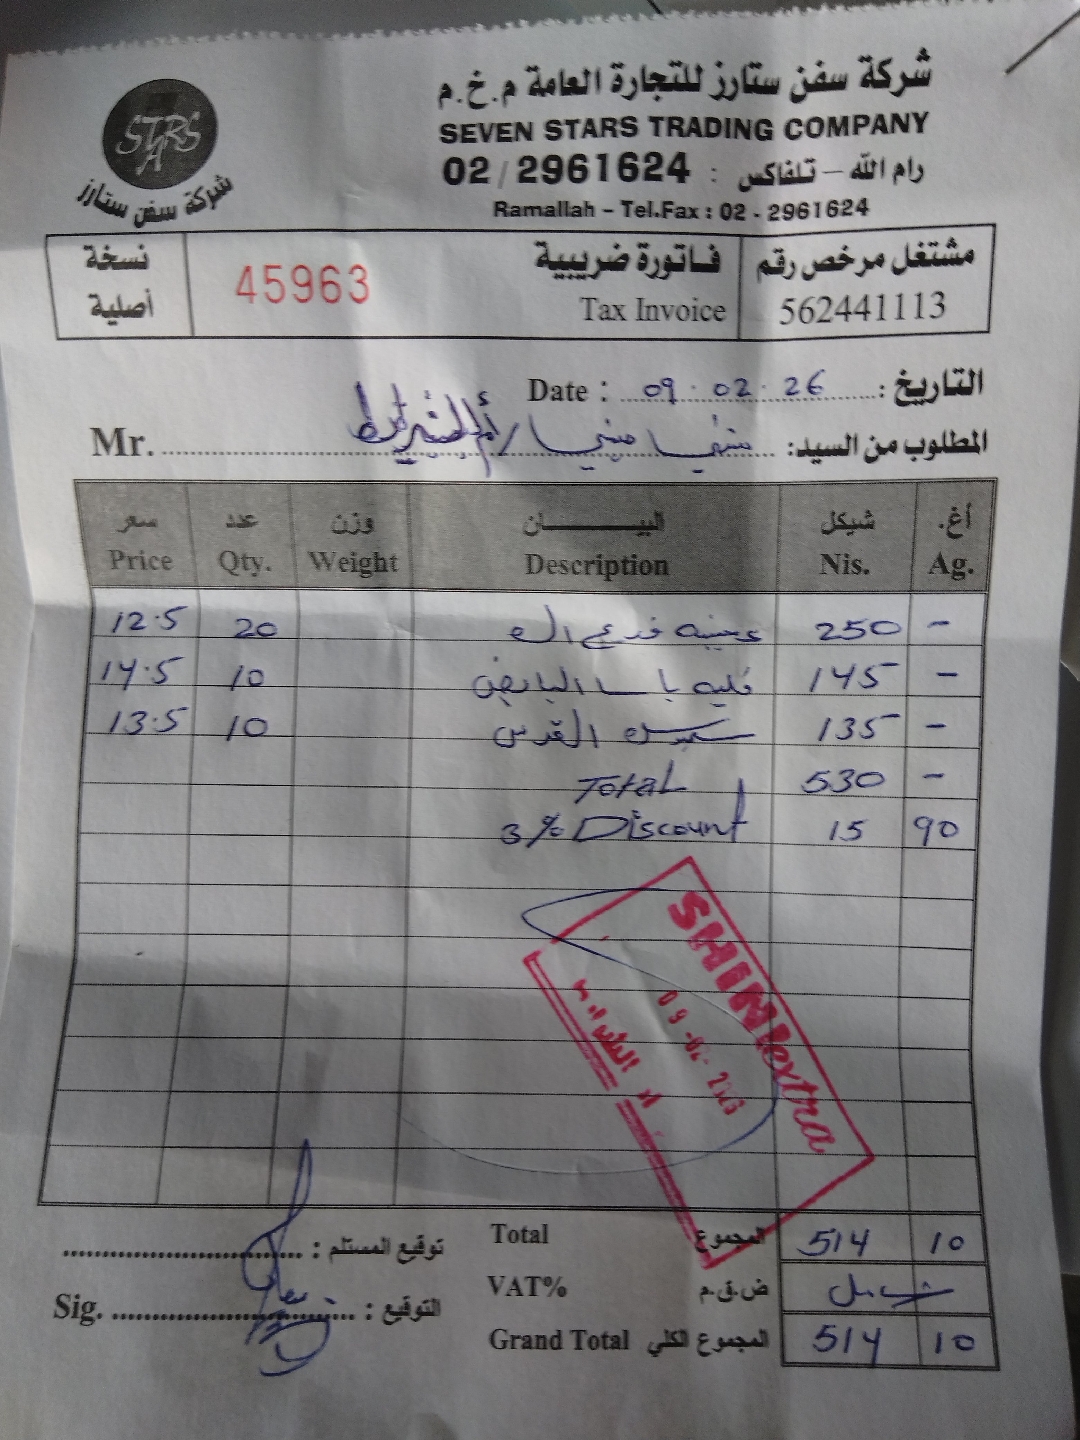 شركة سفن ستارز للتجارة العامة م.خ.م
SEVEN STARS TRADING COMPANY
رام الله - تلفاكس : 02/2961624
Ramallah - Tel.Fax : 02 - 2961624
STARS
شركة سفن ستارز
مشتغل مرخص رقم 562441113
فاتورة ضريبية Tax Invoice
45963
نسخة أصلية
التاريخ : Date : 09.02.26
المطلوب من السيد: Mr.
أغ. شيكل البيـــان وزن عدد سعر
Price Qty. Weight Description Nis. Ag.
12.5 20 250 -
14.5 10 145 -
13.5 10 القدس 135 -
Total 530 -
3% Discount 15 90
SHINIextra
Total المجموع 514 10
VAT% ض.ق.م
Grand Total المجموع الكلي 514 10
توقيع المستلم :
Sig. التوقيع :